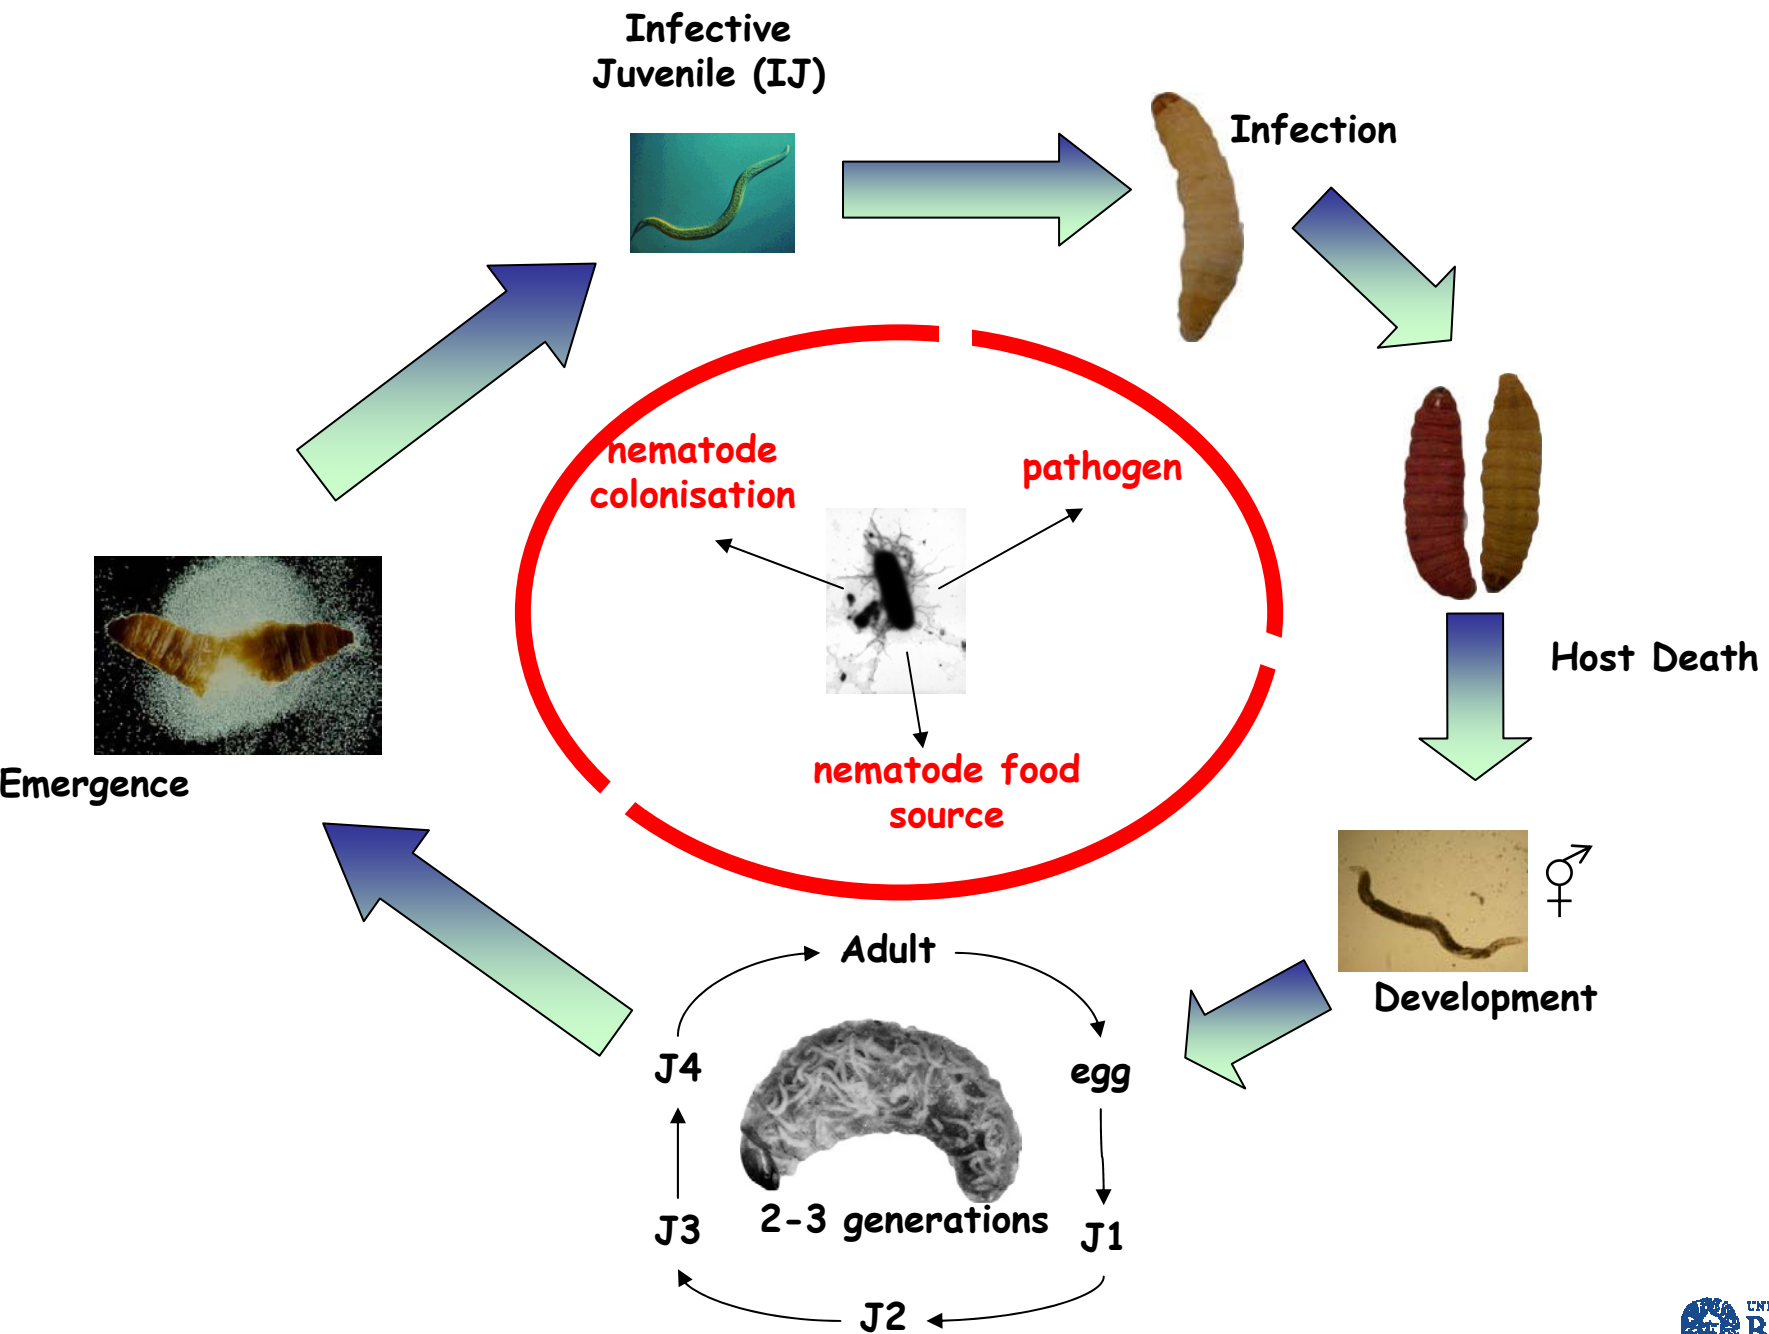 Infective
Juvenile (IJ)
Infection
nematode
colonisation
pathogen
Host Death
nematode food
source
Emergence
Adult
Development
J4
egg
2-3 generations
J3
J1
J2